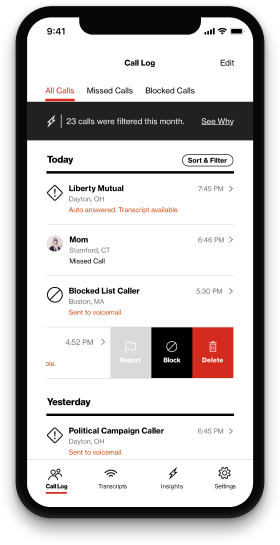 9:41
Call Log
Edit
All Calls Missed Calls Blocked Calls
23 calls were filtered this month. See Why
Today
Sort & Filter
Liberty Mutual 7:45 PM
Dayton, OH
Auto answered: Transcript available.
Mom 6:46 PM
Stamford, CT
Missed Call
Blocked List Caller 5:30 PM
Boston, MA
Sent to voicemail.
4:52 PM
ble.
Report Block Delete
Yesterday
Political Campaign Caller 6:45 PM
Dayton, OH
Sent to voicemail.
Call Log Transcripts Insights Settings